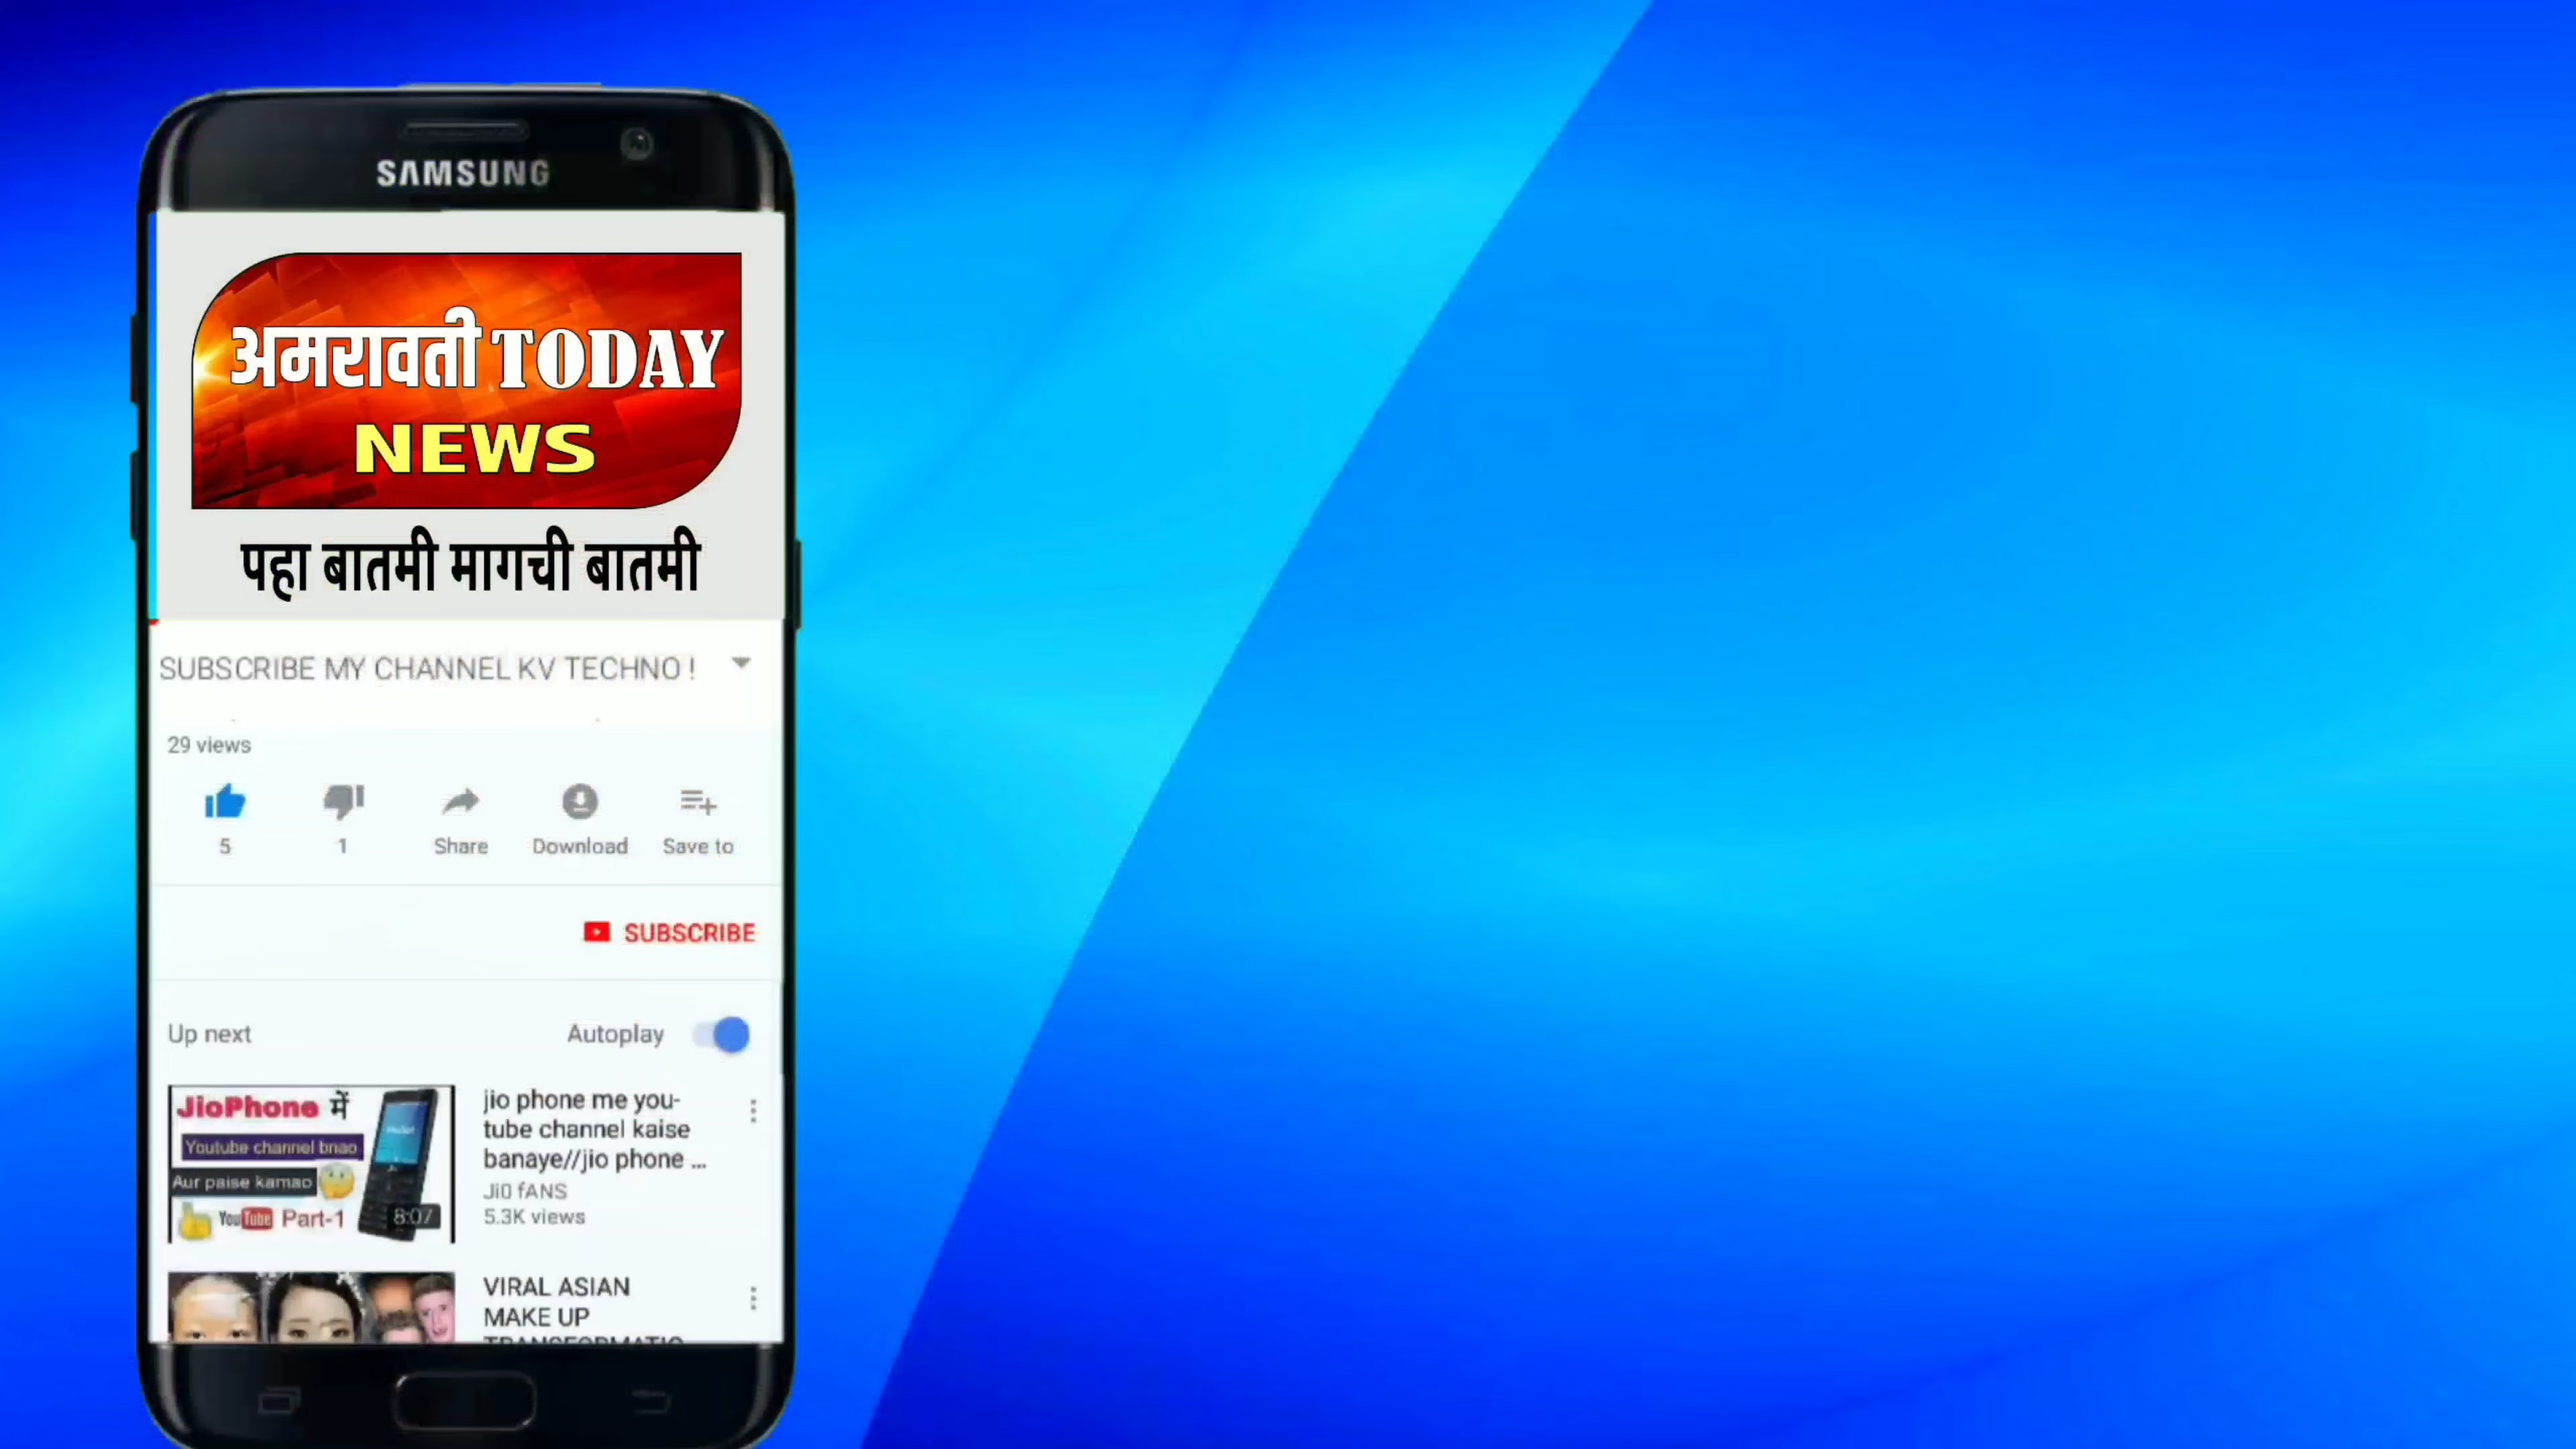 SAMSUNG
अमरावती TODAY
NEWS
पहा बातमी मागची बातमी
SUBSCRIBE MY CHANNEL KV TECHNO !
29 views
5
1
Share
Download
Save to
SUBSCRIBE
Up next
Autoplay
JioPhone में
Youtube channel bnao
Aur paise kamao
YouTube Part-1
8:07
jio phone me you-
tube channel kaise
banaye//jio phone ...
Ji0 fANS
5.3K views
VIRAL ASIAN
MAKE UP
TRANSFORMATIO